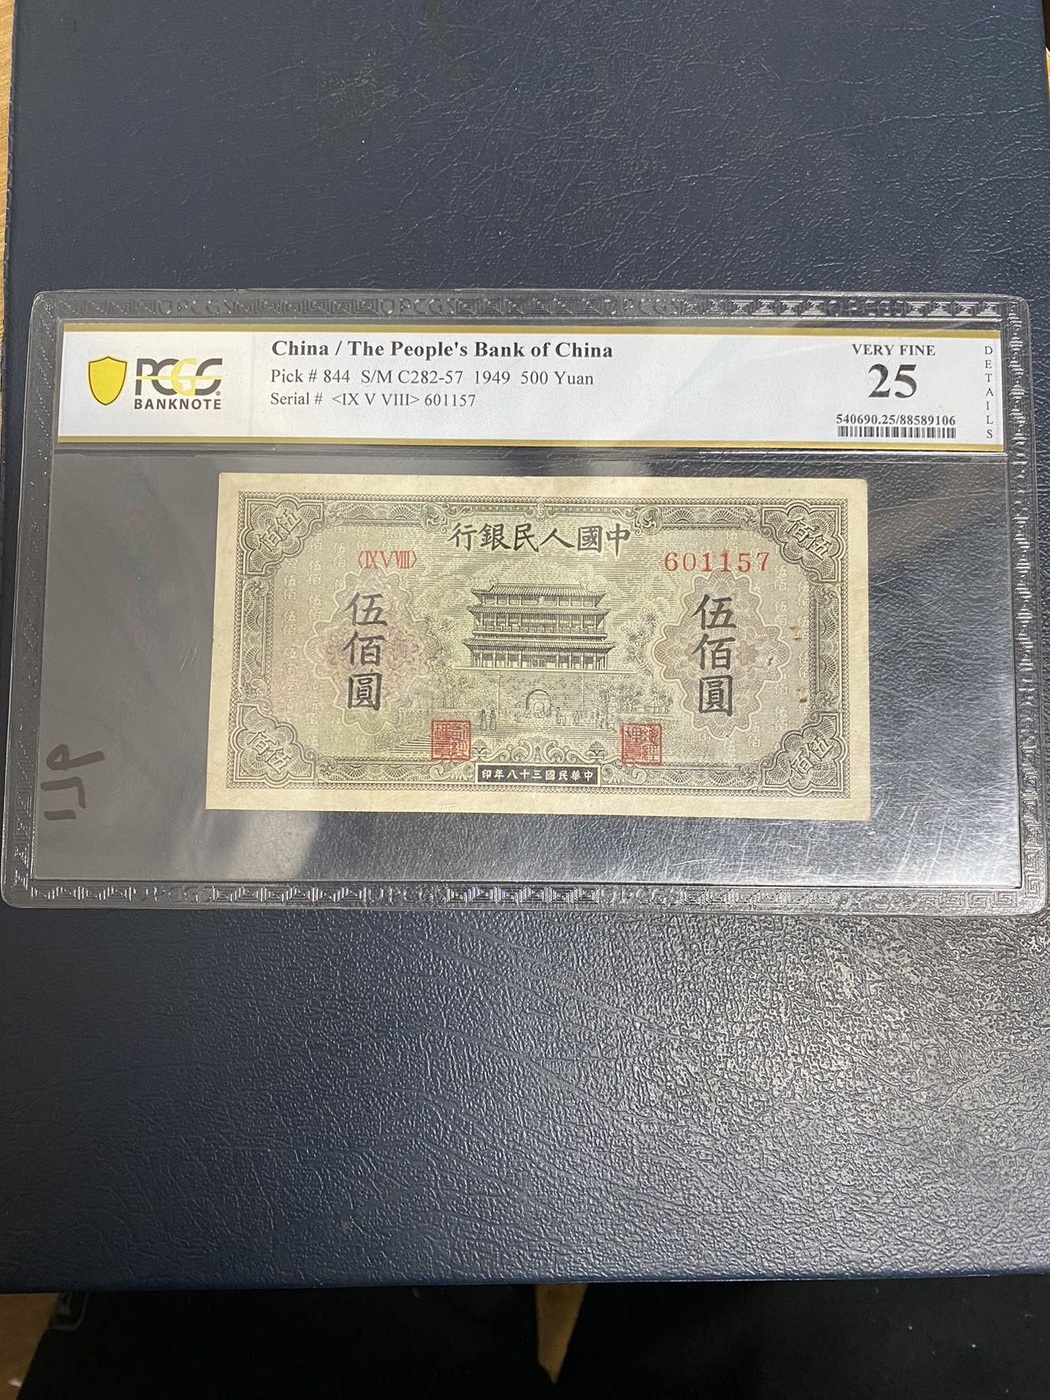 PCGS
BANKNOTE
China / The People's Bank of China
Pick # 844 S/M C282-57 1949 500 Yuan
Serial # <IX V VIII> 601157
VERY FINE
25
540690.25/88589106
DETAILS
行銀民人國中
〈IX V VIII〉
601157
伍佰圓
伍佰圓
伍佰
佰伍
佰伍
伍佰
印年八十三國民華中